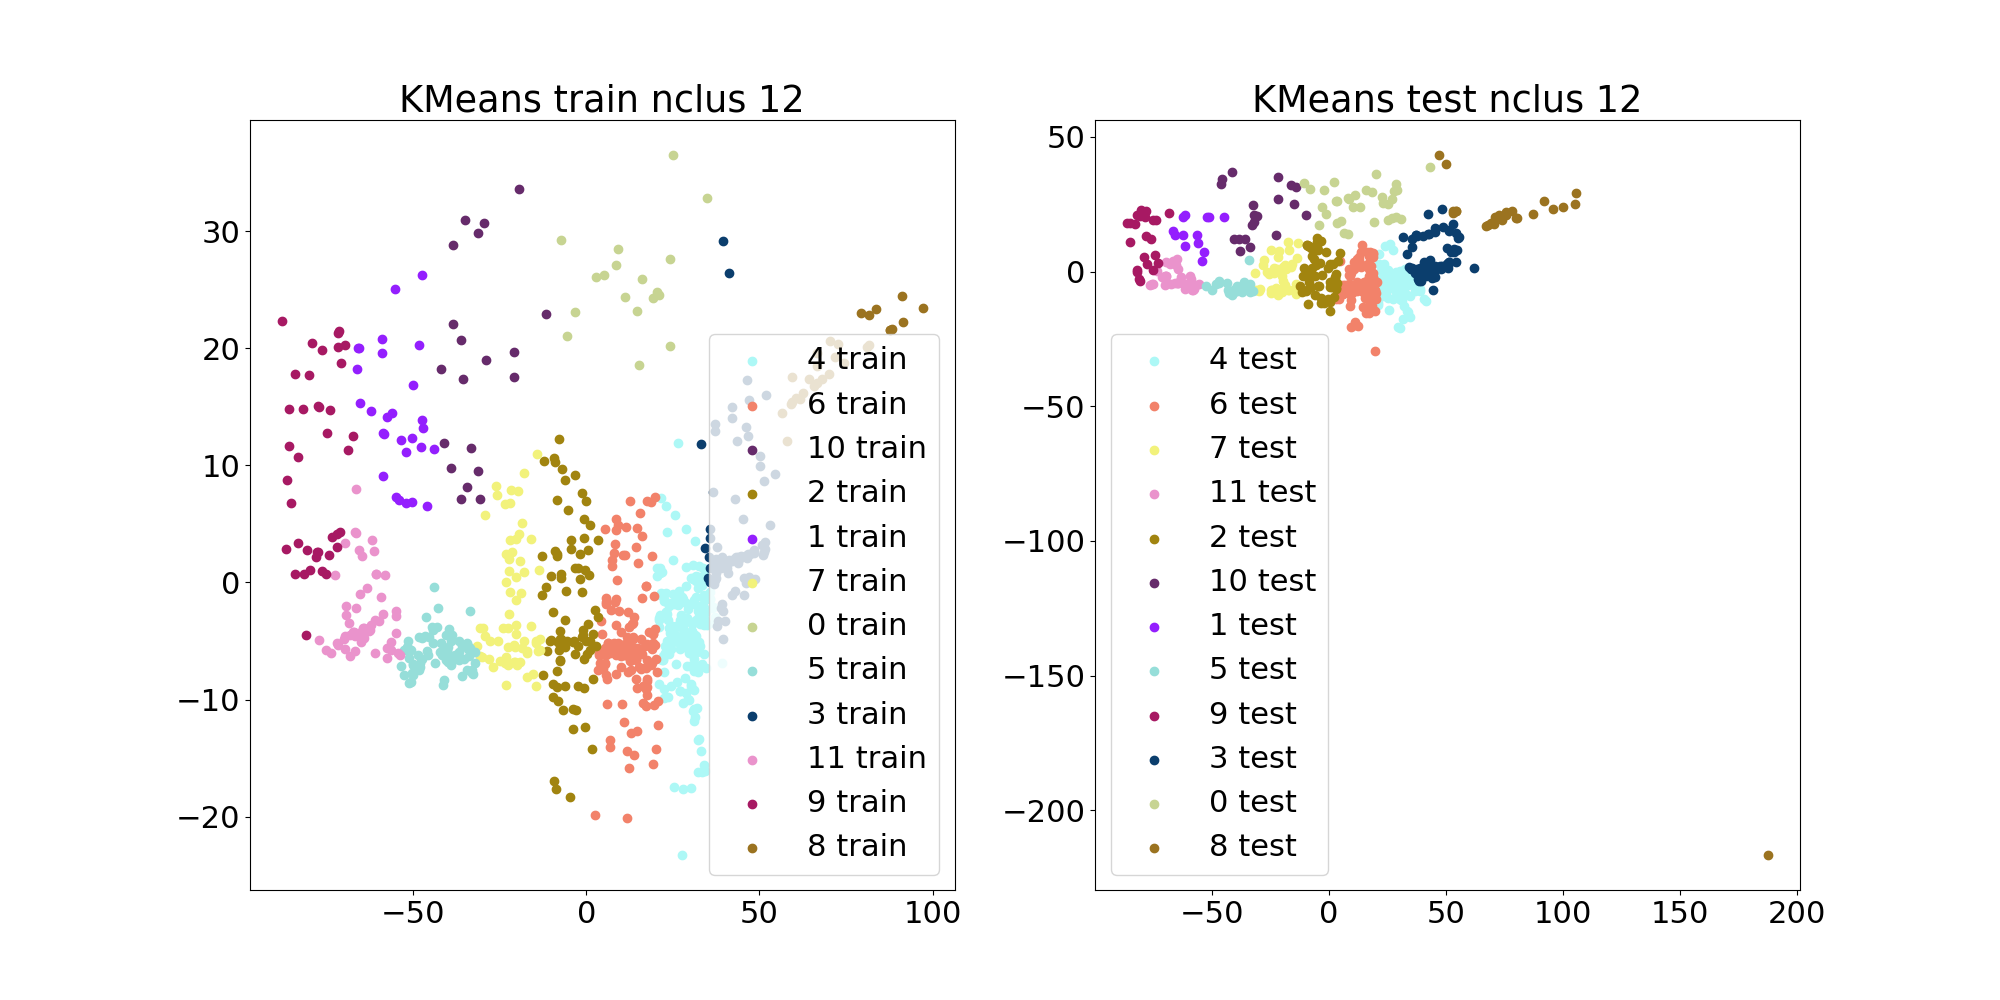 KMeans train nclus 12
30
20
10
0
−10
−20
−50
0
50
100
4 train
6 train
10 train
2 train
1 train
7 train
0 train
5 train
3 train
11 train
9 train
8 train
KMeans test nclus 12
50
0
−50
−100
−150
−200
−50
0
50
100
150
200
4 test
6 test
7 test
11 test
2 test
10 test
1 test
5 test
9 test
3 test
0 test
8 test